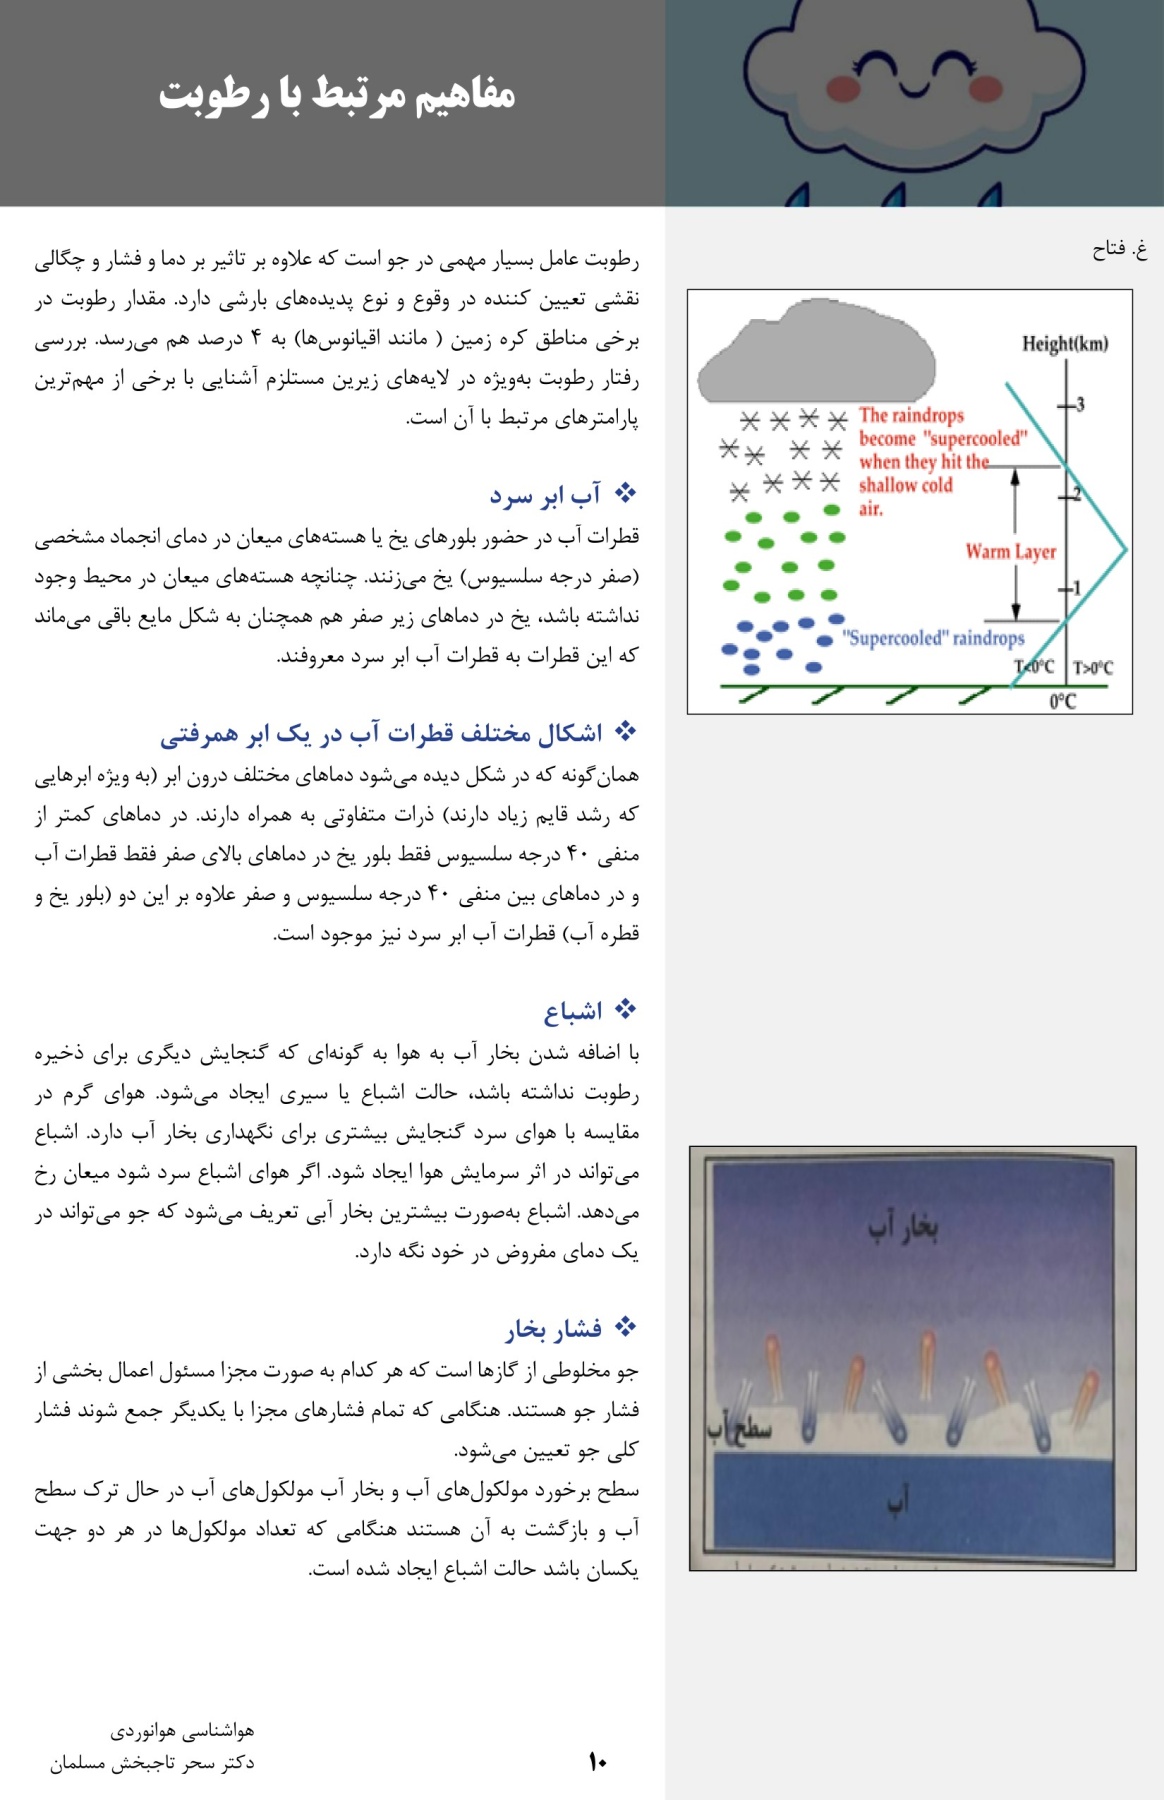 مفاهیم مرتبط با رطوبت
غ. فتاح
رطوبت عامل بسیار مهمی در جو است که علاوه بر تاثیر بر دما و فشار و چگالی
نقشی تعیین کننده در وقوع و نوع پدیده‌های بارشی دارد. مقدار رطوبت در
برخی مناطق کره زمین ( مانند اقیانوس‌ها) به ۴ درصد هم می‌رسد. بررسی
رفتار رطوبت به‌ویژه در لایه‌های زیرین مستلزم آشنایی با برخی از مهم‌ترین
پارامترهای مرتبط با آن است.
❖ آب ابر سرد
قطرات آب در حضور بلورهای یخ یا هسته‌های میعان در دمای انجماد مشخصی
(صفر درجه سلسیوس) یخ می‌زنند. چنانچه هسته‌های میعان در محیط وجود
نداشته باشد، یخ در دماهای زیر صفر هم همچنان به شکل مایع باقی می‌ماند
که این قطرات به قطرات آب ابر سرد معروفند.
❖ اشکال مختلف قطرات آب در یک ابر همرفتی
همان‌گونه که در شکل دیده می‌شود دماهای مختلف درون ابر (به ویژه ابرهایی
که رشد قایم زیاد دارند) ذرات متفاوتی به همراه دارند. در دماهای کمتر از
منفی ۴۰ درجه سلسیوس فقط بلور یخ در دماهای بالای صفر فقط قطرات آب
و در دماهای بین منفی ۴۰ درجه سلسیوس و صفر علاوه بر این دو (بلور یخ و
قطره آب) قطرات آب ابر سرد نیز موجود است.
❖ اشباع
با اضافه شدن بخار آب به هوا به گونه‌ای که گنجایش دیگری برای ذخیره
رطوبت نداشته باشد، حالت اشباع یا سیری ایجاد می‌شود. هوای گرم در
مقایسه با هوای سرد گنجایش بیشتری برای نگهداری بخار آب دارد. اشباع
می‌تواند در اثر سرمایش هوا ایجاد شود. اگر هوای اشباع سرد شود میعان رخ
می‌دهد. اشباع به‌صورت بیشترین بخار آبی تعریف می‌شود که جو می‌تواند در
یک دمای مفروض در خود نگه دارد.
❖ فشار بخار
جو مخلوطی از گازها است که هر کدام به صورت مجزا مسئول اعمال بخشی از
فشار جو هستند. هنگامی که تمام فشارهای مجزا با یکدیگر جمع شوند فشار
کلی جو تعیین می‌شود.
سطح برخورد مولکول‌های آب و بخار آب مولکول‌های آب در حال ترک سطح
آب و بازگشت به آن هستند هنگامی که تعداد مولکول‌ها در هر دو جهت
یکسان باشد حالت اشباع ایجاد شده است.
Height(km)
3
The raindrops
become "supercooled"
when they hit the
shallow cold
air.
2
Warm Layer
1
"Supercooled" raindrops
T<0°C T>0°C
0°C
بخار آب
سطح آب
آب
هواشناسی هوانوردی
دکتر سحر تاجبخش مسلمان
۱۰